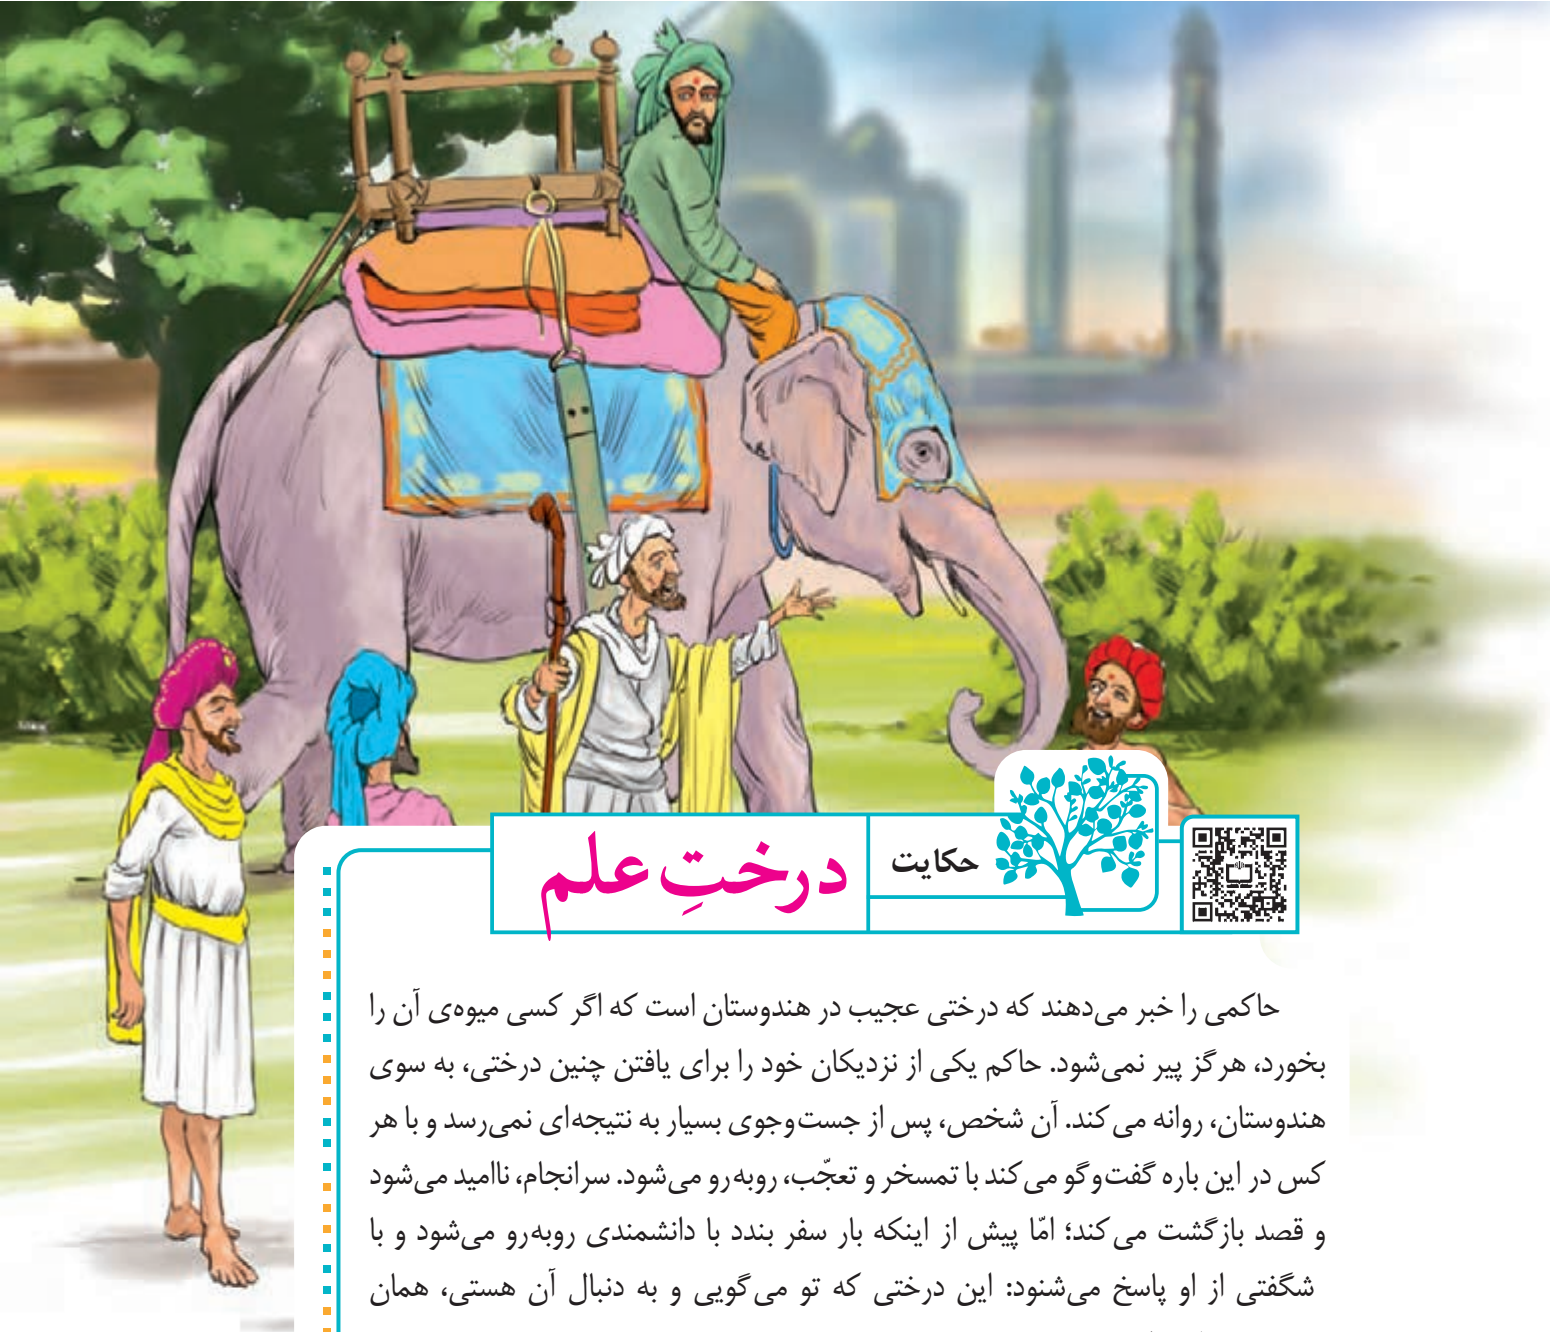 حکایت
درختِ علم
حاکمی را خبر می‌دهند که درختی عجیب در هندوستان است که اگر کسی میوه‌ی آن را
بخورد، هرگز پیر نمی‌شود. حاکم یکی از نزدیکان خود را برای یافتن چنین درختی، به سوی
هندوستان، روانه می‌کند. آن شخص، پس از جست‌وجوی بسیار به نتیجه‌ای نمی‌رسد و با هر
کس در این باره گفت‌وگو می‌کند با تمسخر و تعجّب، روبه‌رو می‌شود. سرانجام، ناامید می‌شود
و قصد بازگشت می‌کند؛ امّا پیش از اینکه بار سفر بندد با دانشمندی روبه‌رو می‌شود و با
شگفتی از او پاسخ می‌شنود: این درختی که تو می‌گویی و به دنبال آن هستی، همان